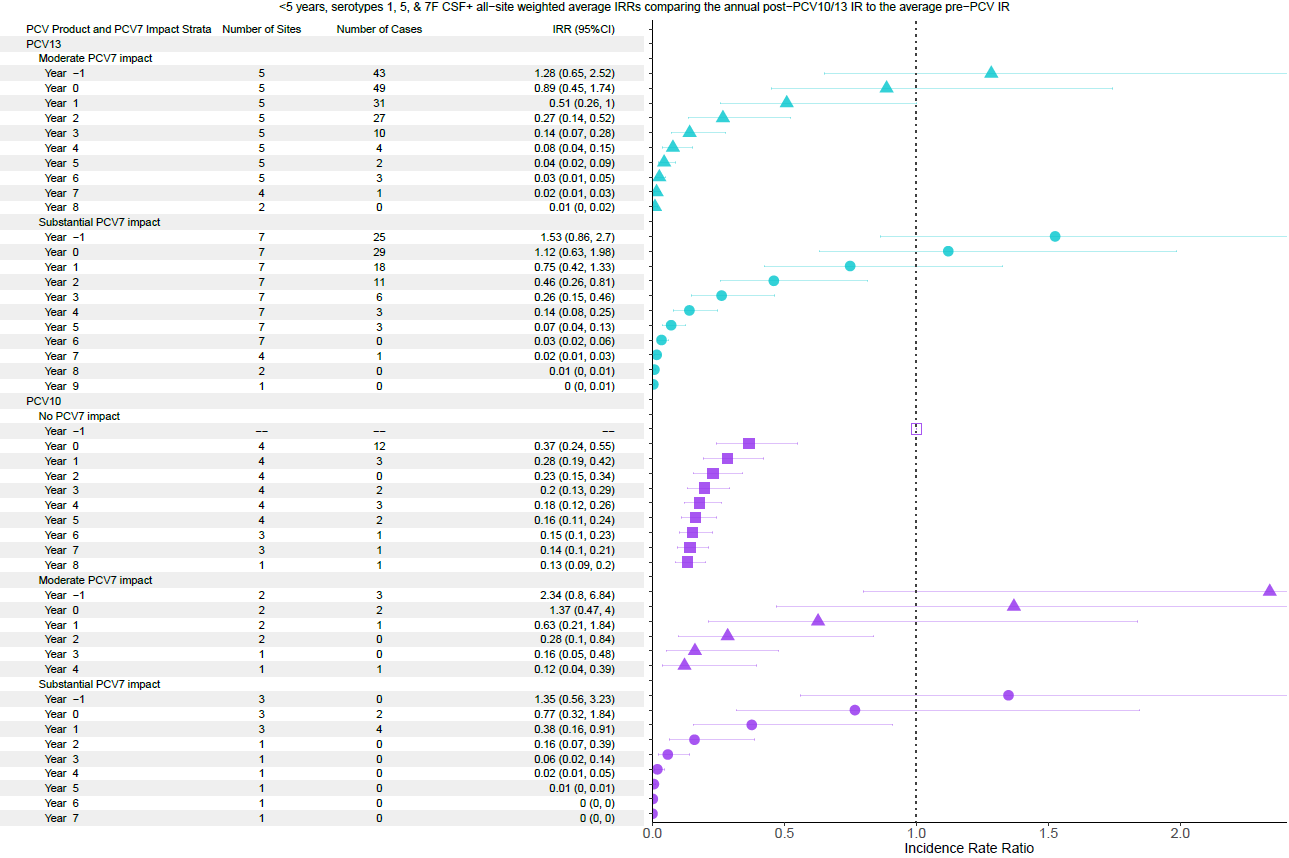 <5 years, serotypes 1, 5, & 7F CSF+ all−site weighted average IRRs comparing the annual post−PCV10/13 IR to the average pre−PCV IR
PCV Product and PCV7 Impact Strata Number of Sites Number of Cases IRR (95%CI)
PCV13
Moderate PCV7 impact
Year −1 5 43 1.28 (0.65, 2.52)
Year 0 5 49 0.89 (0.45, 1.74)
Year 1 5 31 0.51 (0.26, 1)
Year 2 5 27 0.27 (0.14, 0.52)
Year 3 5 10 0.14 (0.07, 0.28)
Year 4 5 4 0.08 (0.04, 0.15)
Year 5 5 2 0.04 (0.02, 0.09)
Year 6 5 3 0.03 (0.01, 0.05)
Year 7 4 1 0.02 (0.01, 0.03)
Year 8 2 0 0.01 (0, 0.02)
Substantial PCV7 impact
Year −1 7 25 1.53 (0.86, 2.7)
Year 0 7 29 1.12 (0.63, 1.98)
Year 1 7 18 0.75 (0.42, 1.33)
Year 2 7 11 0.46 (0.26, 0.81)
Year 3 7 6 0.26 (0.15, 0.46)
Year 4 7 3 0.14 (0.08, 0.25)
Year 5 7 3 0.07 (0.04, 0.13)
Year 6 7 0 0.03 (0.02, 0.06)
Year 7 4 1 0.02 (0.01, 0.03)
Year 8 2 0 0.01 (0, 0.01)
Year 9 1 0 0 (0, 0.01)
PCV10
No PCV7 impact
Year −1 −− −− −−
Year 0 4 12 0.37 (0.24, 0.55)
Year 1 4 3 0.28 (0.19, 0.42)
Year 2 4 0 0.23 (0.15, 0.34)
Year 3 4 2 0.2 (0.13, 0.29)
Year 4 4 3 0.18 (0.12, 0.26)
Year 5 4 2 0.16 (0.11, 0.24)
Year 6 3 1 0.15 (0.1, 0.23)
Year 7 3 1 0.14 (0.1, 0.21)
Year 8 1 1 0.13 (0.09, 0.2)
Moderate PCV7 impact
Year −1 2 3 2.34 (0.8, 6.84)
Year 0 2 2 1.37 (0.47, 4)
Year 1 2 1 0.63 (0.21, 1.84)
Year 2 2 0 0.28 (0.1, 0.84)
Year 3 1 0 0.16 (0.05, 0.48)
Year 4 1 1 0.12 (0.04, 0.39)
Substantial PCV7 impact
Year −1 3 0 1.35 (0.56, 3.23)
Year 0 3 2 0.77 (0.32, 1.84)
Year 1 3 4 0.38 (0.16, 0.91)
Year 2 1 0 0.16 (0.07, 0.39)
Year 3 1 0 0.06 (0.02, 0.14)
Year 4 1 0 0.02 (0.01, 0.05)
Year 5 1 0 0.01 (0, 0.01)
Year 6 1 0 0 (0, 0)
Year 7 1 0 0 (0, 0)
0.0 0.5 1.0 1.5 2.0
Incidence Rate Ratio